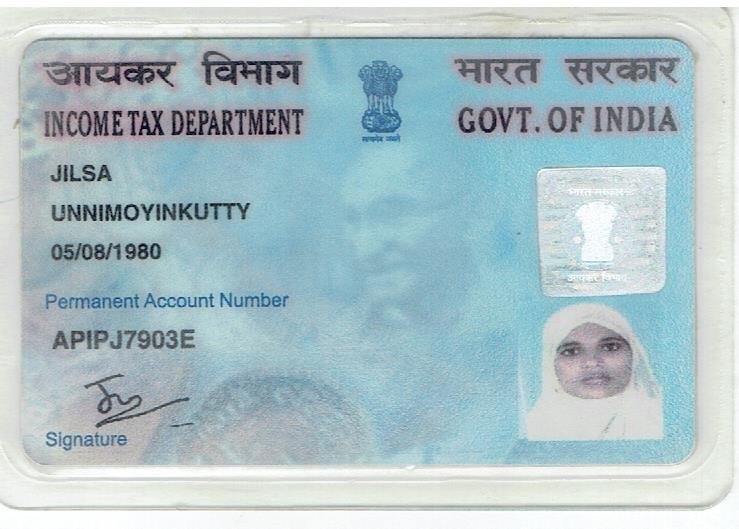 आयकर विभाग
भारत सरकार
INCOME TAX DEPARTMENT
GOVT. OF INDIA
सत्यमेव जयते
JILSA
UNNIMOYINKUTTY
05/08/1980
भारत सरकार
आयकर विभाग
Permanent Account Number
APIPJ7903E
Signature